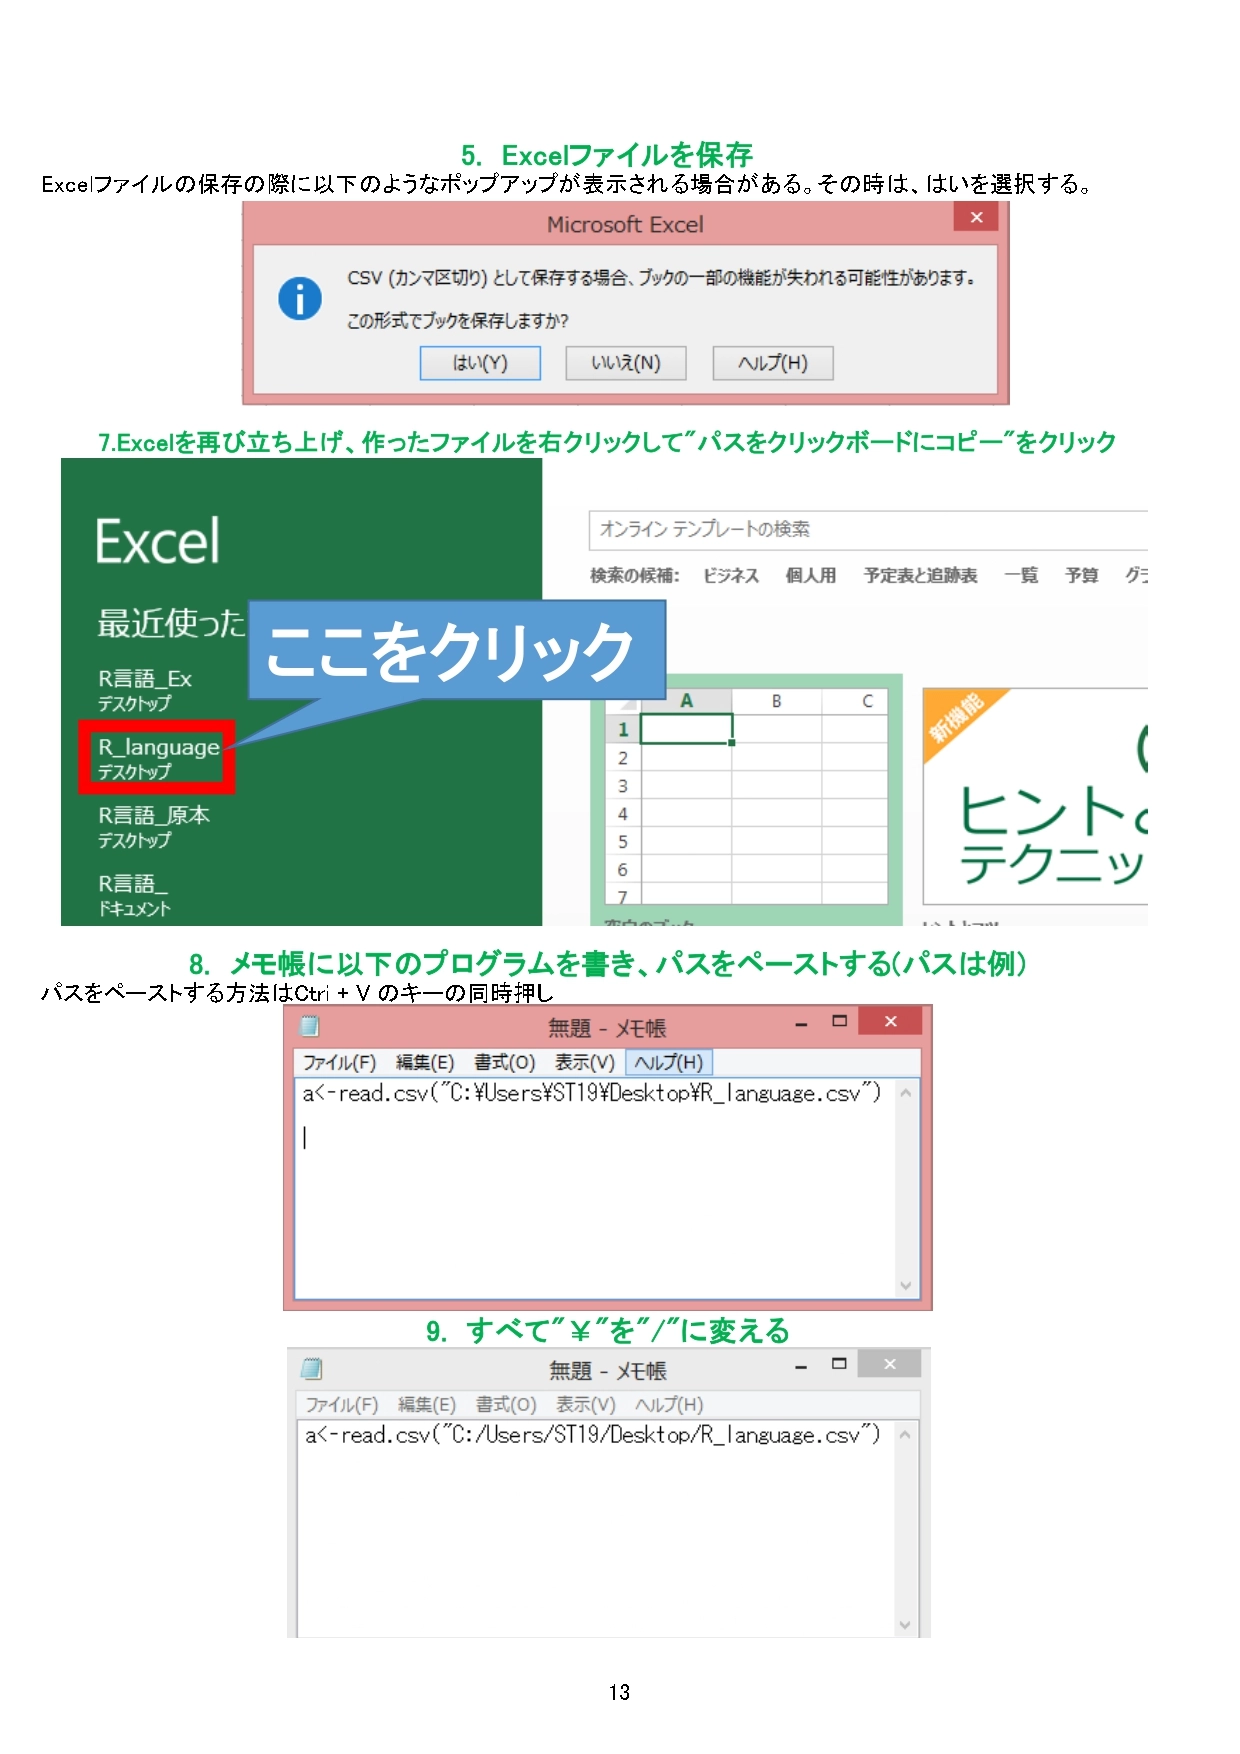 5. Excelファイルを保存
Excelファイルの保存の際に以下のようなポップアップが表示される場合がある。その時は、はいを選択する。
Microsoft Excel
CSV (カンマ区切り) として保存する場合、ブックの一部の機能が失われる可能性があります。
この形式でブックを保存しますか?
はい(Y) いいえ(N) ヘルプ(H)
7.Excelを再び立ち上げ、作ったファイルを右クリックして"パスをクリックボードにコピー"をクリック
Excel
オンライン テンプレートの検索
検索の候補: ビジネス 個人用 予定表と追跡表 一覧 予算
最近使った
ここをクリック
R言語_Ex
デスクトップ
R_language
デスクトップ
R言語_原本
デスクトップ
R言語_
ドキュメント
A B C
1
2
3
4
5
6
7
新機能
ヒント
テクニッ
8. メモ帳に以下のプログラムを書き、パスをペーストする(パスは例)
パスをペーストする方法はCtri + V のキーの同時押し
無題 - メモ帳
ファイル(F) 編集(E) 書式(O) 表示(V) ヘルプ(H)
a<-read.csv("C:¥Users¥ST19¥Desktop¥R_language.csv")
9. すべて"￥"を"/"に変える
無題 - メモ帳
ファイル(F) 編集(E) 書式(O) 表示(V) ヘルプ(H)
a<-read.csv("C:/Users/ST19/Desktop/R_language.csv")
13